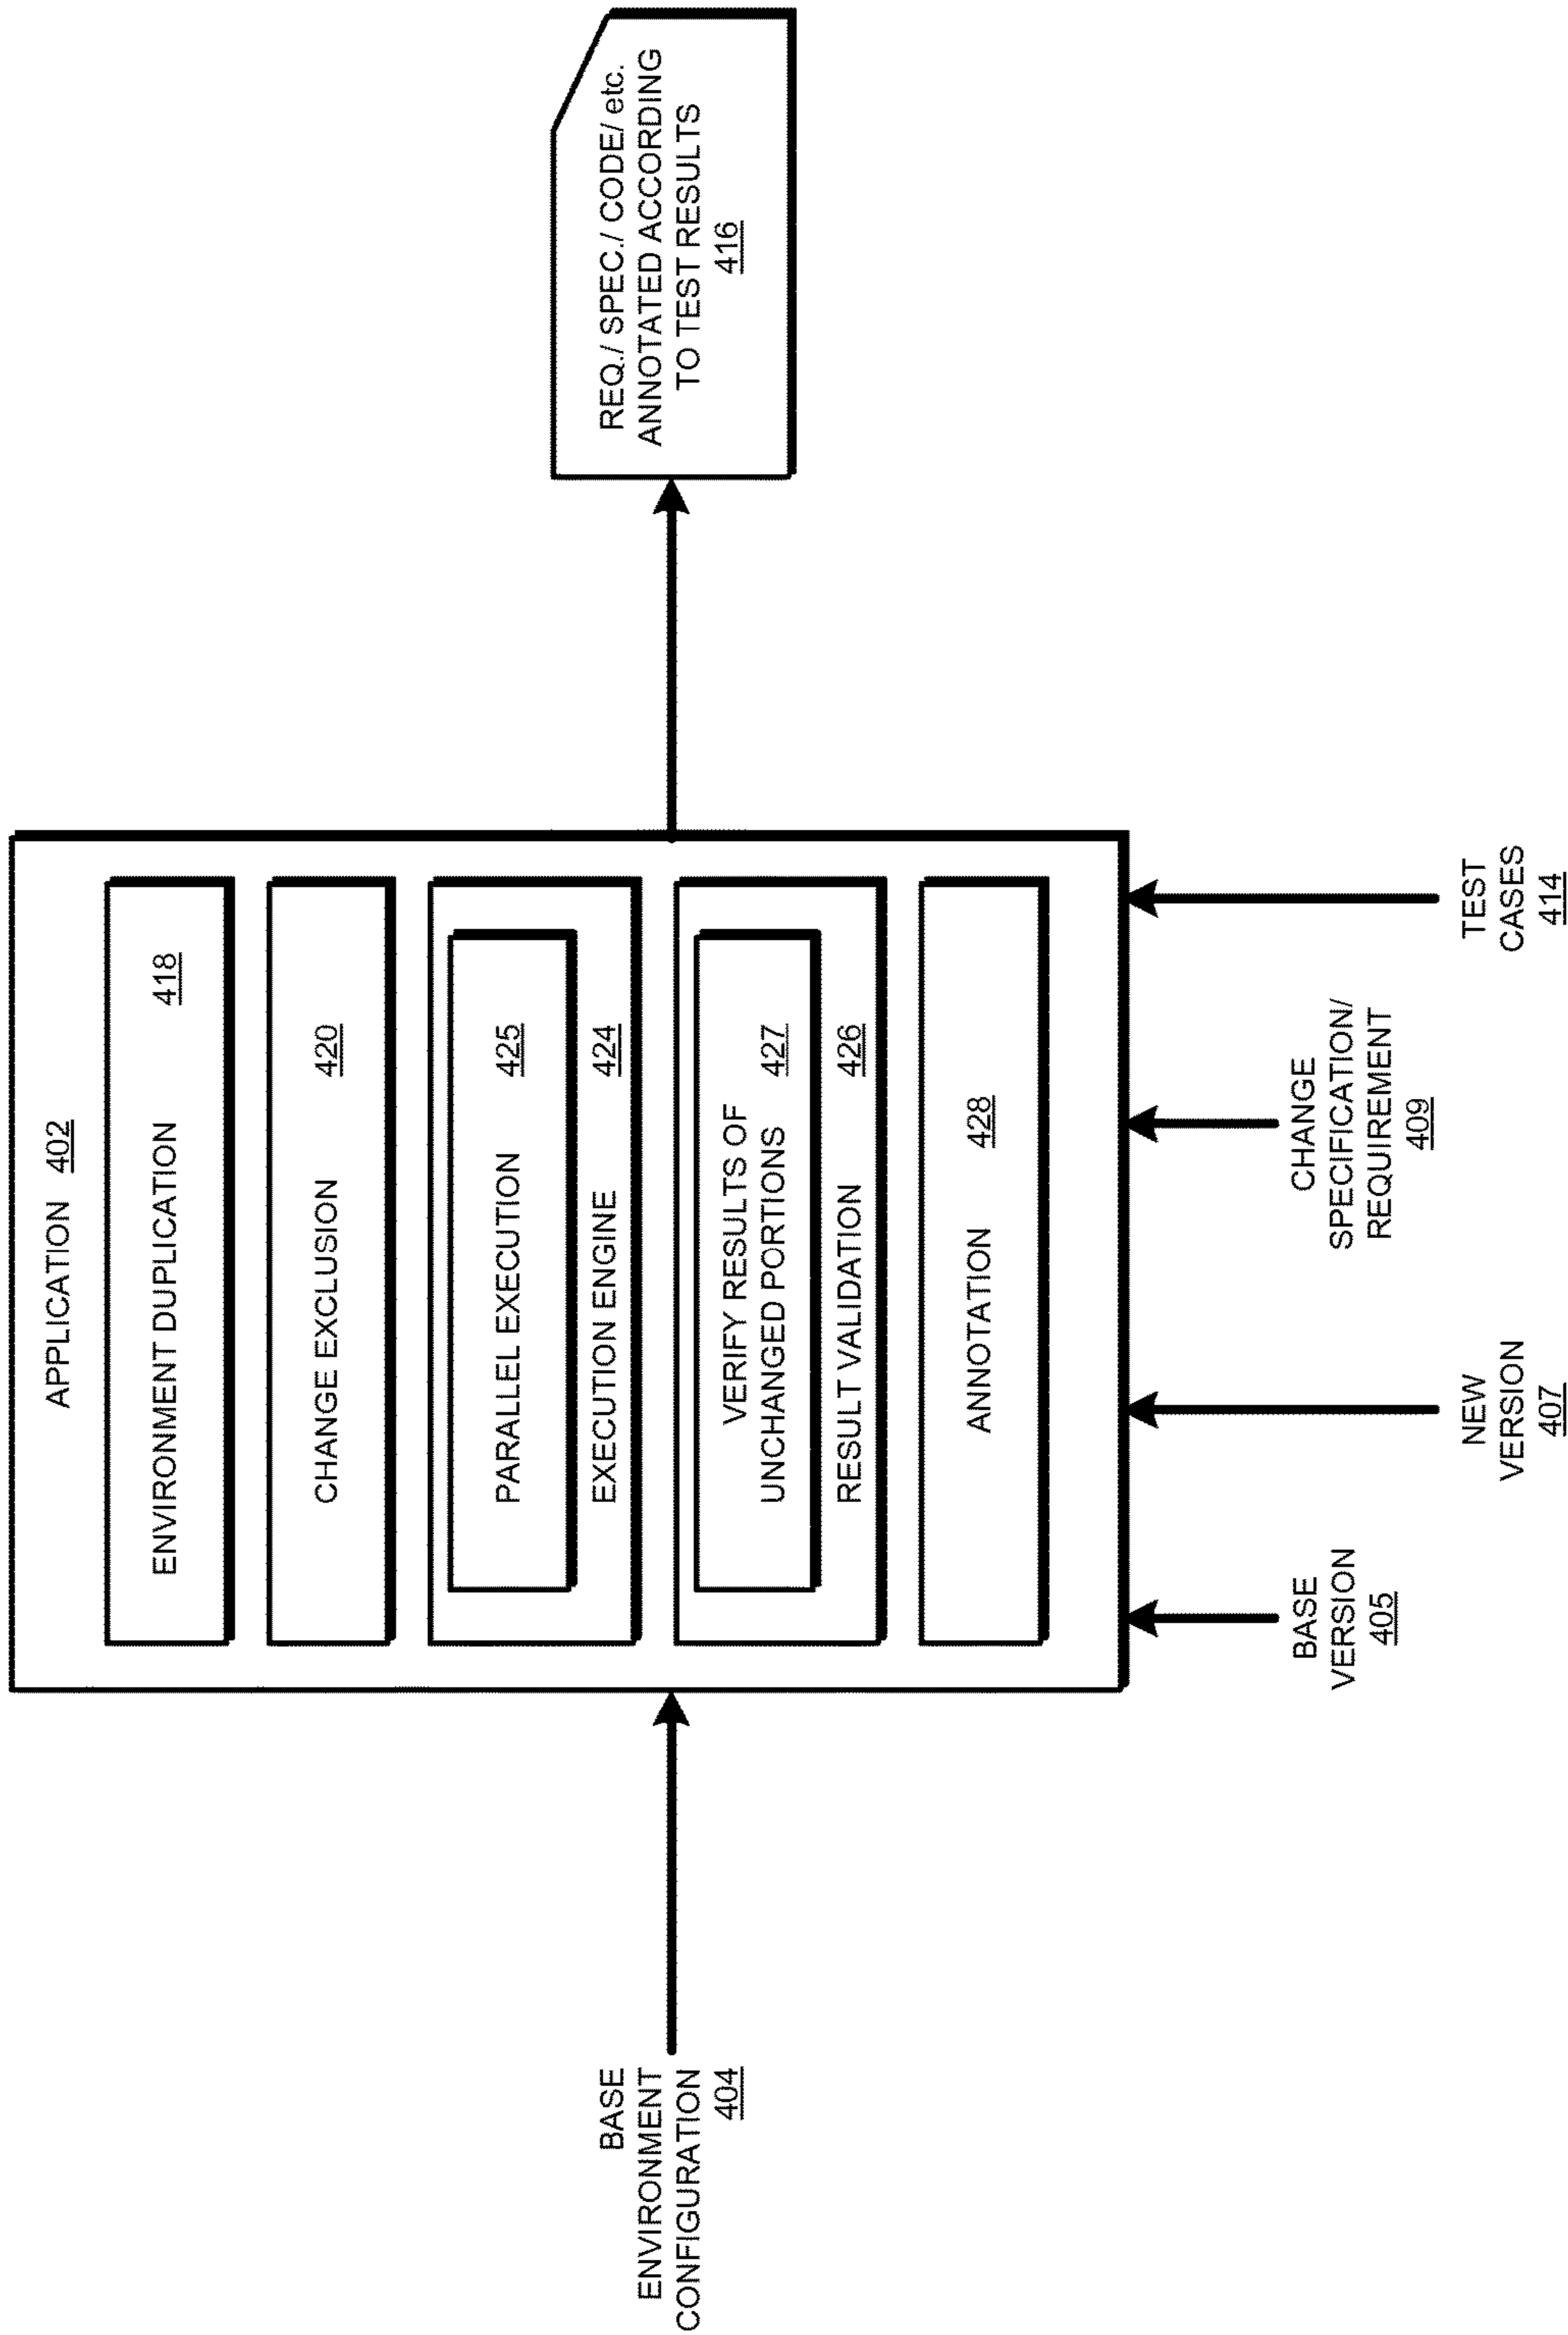 APPLICATION 402
ENVIRONMENT DUPLICATION 418
CHANGE EXCLUSION 420
PARALLEL EXECUTION 425
EXECUTION ENGINE 424
VERIFY RESULTS OF
UNCHANGED PORTIONS 427
RESULT VALIDATION 426
ANNOTATION 428
BASE
ENVIRONMENT
CONFIGURATION
404
REQ./ SPEC./ CODE/ etc.
ANNOTATED ACCORDING
TO TEST RESULTS
416
BASE
VERSION
405
NEW
VERSION
407
CHANGE
SPECIFICATION/
REQUIREMENT
409
TEST
CASES
414